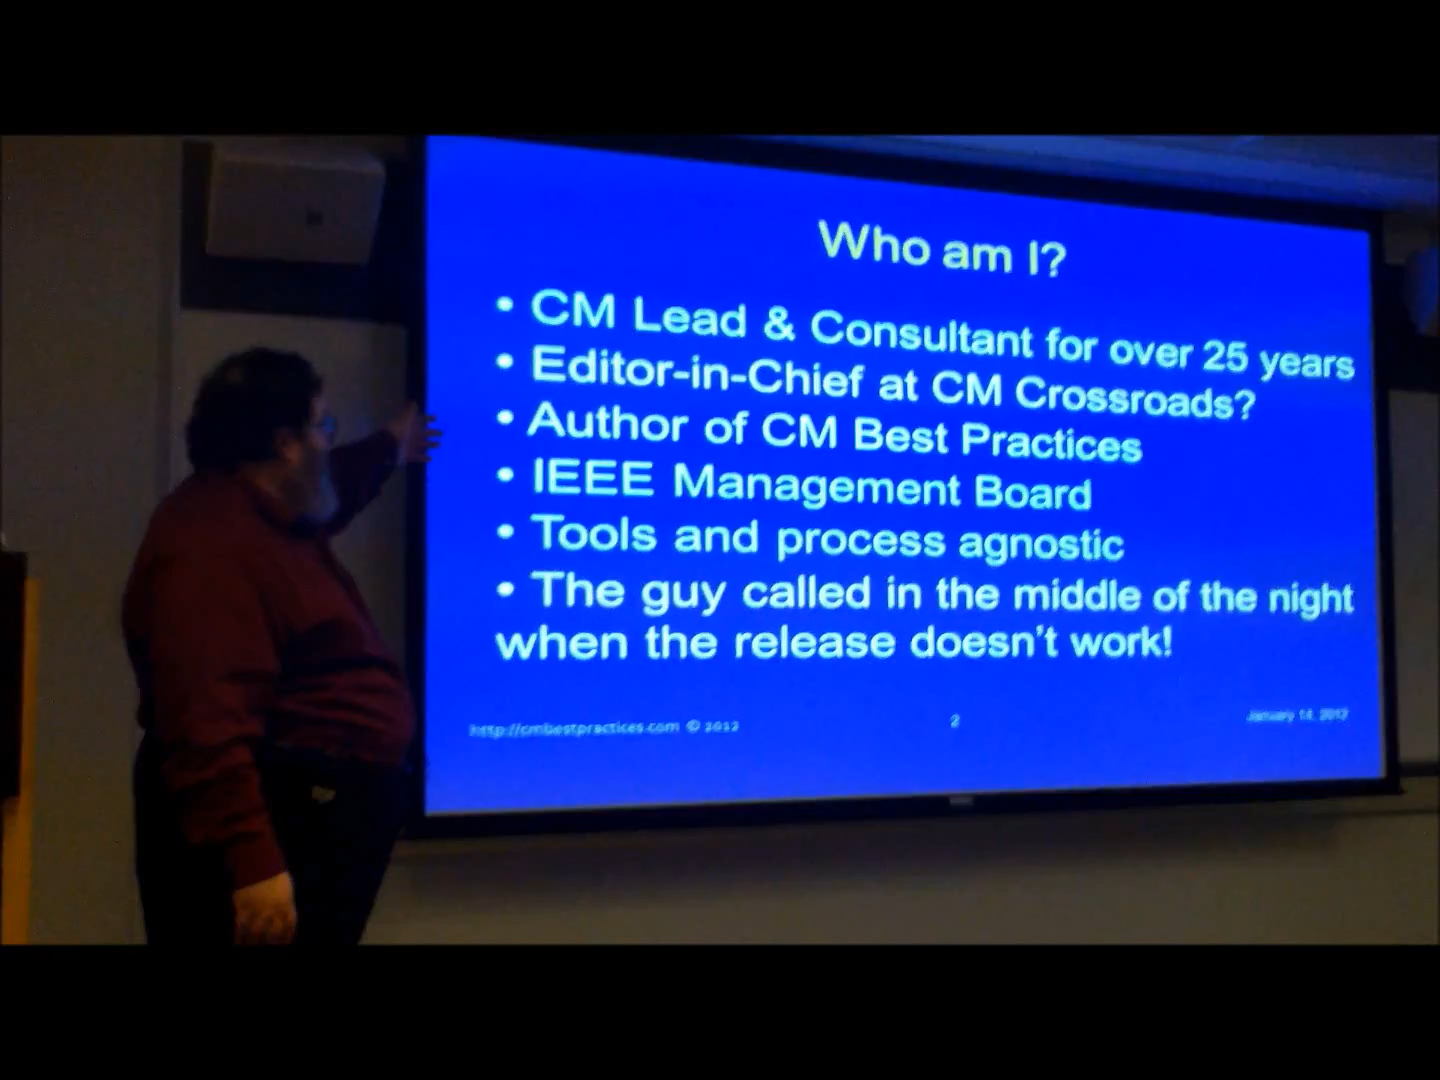 Who am I?
• CM Lead & Consultant for over 25 years
• Editor-in-Chief at CM Crossroads?
• Author of CM Best Practices
• IEEE Management Board
• Tools and process agnostic
• The guy called in the middle of the night
when the release doesn't work!
http://cmbestpractices.com © 2012
2
January 14, 2012